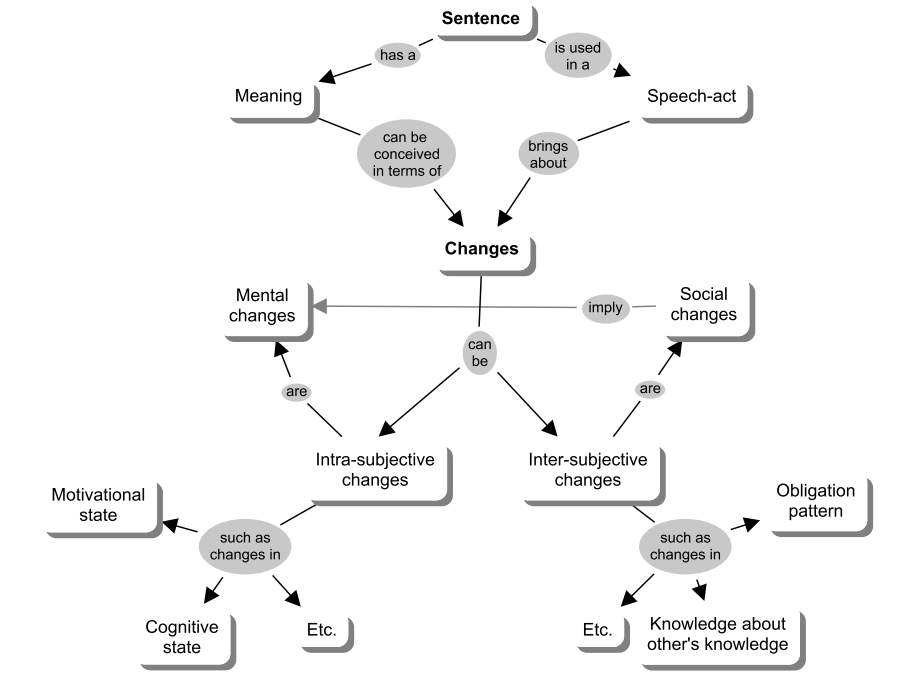 Sentence
has a
is used
in a
Meaning
Speech-act
can be
conceived
in terms of
brings
about
Changes
Mental
changes
imply
Social
changes
can
be
are
are
Intra-subjective
changes
Inter-subjective
changes
Motivational
state
Obligation
pattern
such as
changes in
such as
changes in
Cognitive
state
Etc.
Etc.
Knowledge about
other's knowledge